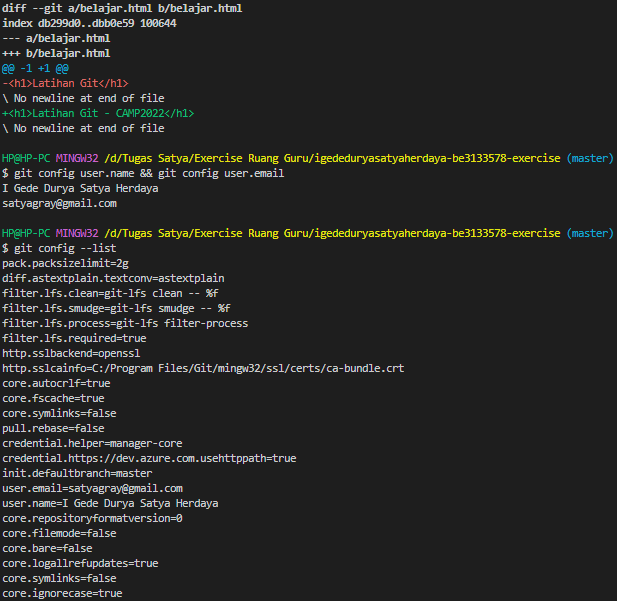 diff --git a/belajar.html b/belajar.html
index db299d0..dbb0e59 100644
--- a/belajar.html
+++ b/belajar.html
@@ -1 +1 @@
-<h1>Latihan Git</h1>
\ No newline at end of file
+<h1>Latihan Git - CAMP2022</h1>
\ No newline at end of file
HP@HP-PC MINGW32 /d/Tugas Satya/Exercise Ruang Guru/igededuryasatyaherdaya-be3133578-exercise (master)
$ git config user.name && git config user.email
I Gede Durya Satya Herdaya
satyagray@gmail.com
HP@HP-PC MINGW32 /d/Tugas Satya/Exercise Ruang Guru/igededuryasatyaherdaya-be3133578-exercise (master)
$ git config --list
pack.packsizelimit=2g
diff.astextplain.textconv=astextplain
filter.lfs.clean=git-lfs clean -- %f
filter.lfs.smudge=git-lfs smudge -- %f
filter.lfs.process=git-lfs filter-process
filter.lfs.required=true
http.sslbackend=openssl
http.sslcainfo=C:/Program Files/Git/mingw32/ssl/certs/ca-bundle.crt
core.autocrlf=true
core.fscache=true
core.symlinks=false
pull.rebase=false
credential.helper=manager-core
credential.https://dev.azure.com.usehttppath=true
init.defaultbranch=master
user.email=satyagray@gmail.com
user.name=I Gede Durya Satya Herdaya
core.repositoryformatversion=0
core.filemode=false
core.bare=false
core.logallrefupdates=true
core.symlinks=false
core.ignorecase=true